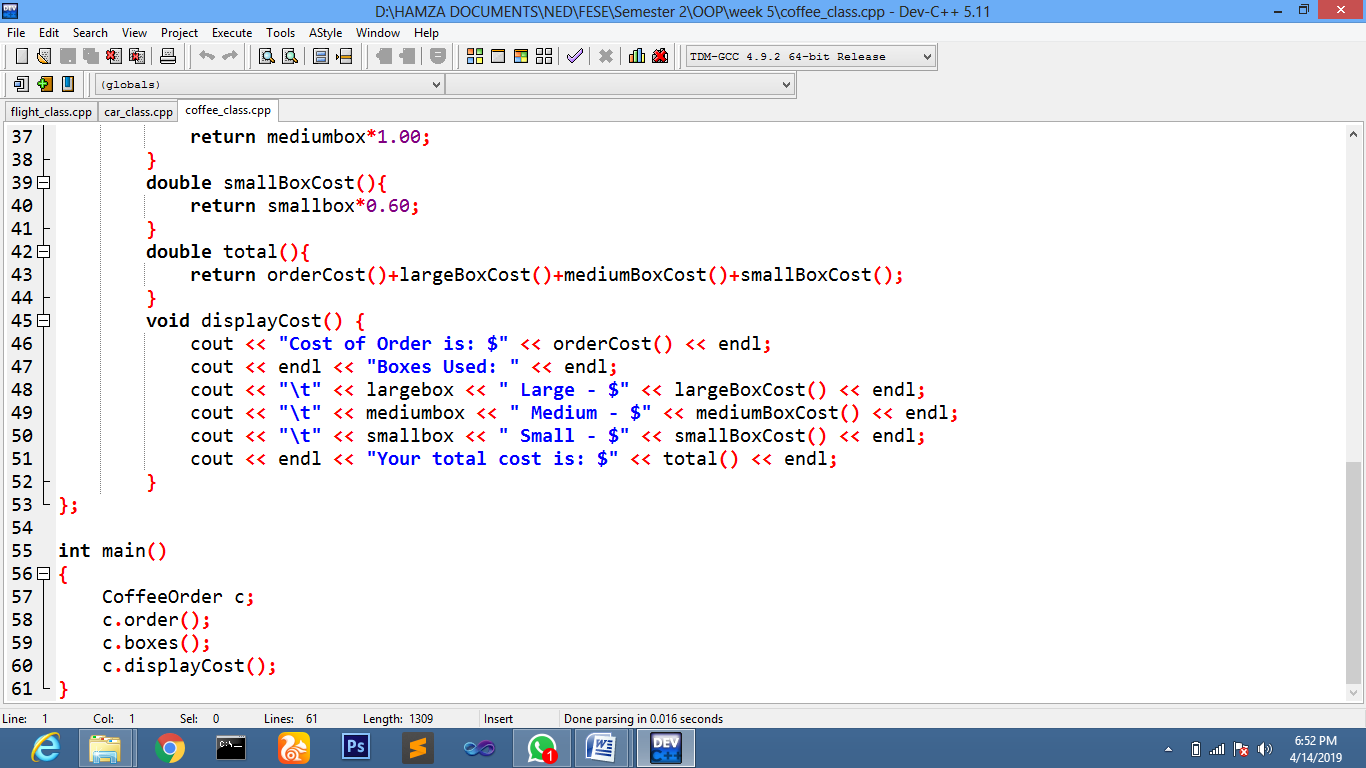 D:\HAMZA DOCUMENTS\NED\FESE\Semester 2\OOP\week 5\coffee_class.cpp - Dev-C++ 5.11
File Edit Search View Project Execute Tools AStyle Window Help
TDM-GCC 4.9.2 64-bit Release
(globals)
flight_class.cpp car_class.cpp coffee_class.cpp
37 return mediumbox*1.00;
38 }
39 double smallBoxCost(){
40 return smallbox*0.60;
41 }
42 double total(){
43 return orderCost()+largeBoxCost()+mediumBoxCost()+smallBoxCost();
44 }
45 void displayCost() {
46 cout << "Cost of Order is: $" << orderCost() << endl;
47 cout << endl << "Boxes Used: " << endl;
48 cout << "\t" << largebox << " Large - $" << largeBoxCost() << endl;
49 cout << "\t" << mediumbox << " Medium - $" << mediumBoxCost() << endl;
50 cout << "\t" << smallbox << " Small - $" << smallBoxCost() << endl;
51 cout << endl << "Your total cost is: $" << total() << endl;
52 }
53 };
54
55 int main()
56 {
57 CoffeeOrder c;
58 c.order();
59 c.boxes();
60 c.displayCost();
61 }
Line: 1 Col: 1 Sel: 0 Lines: 61 Length: 1309 Insert Done parsing in 0.016 seconds
Ps
1
DEV C++
6:52 PM
4/14/2019